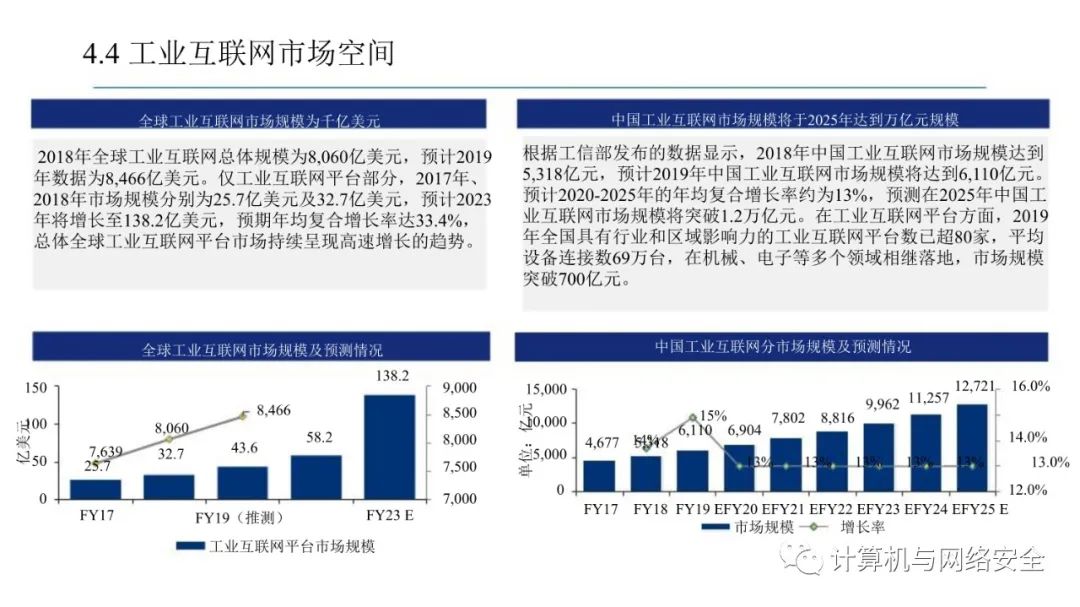 4.4 工业互联网市场空间
全球工业互联网市场规模为千亿美元
2018年全球工业互联网总体规模为8,060亿美元，预计2019
年数据为8,466亿美元。仅工业互联网平台部分，2017年、
2018年市场规模分别为25.7亿美元及32.7亿美元，预计2023
年将增长至138.2亿美元，预期年均复合增长率达33.4%，
总体全球工业互联网平台市场持续呈现高速增长的趋势。
中国工业互联网市场规模将于2025年达到万亿元规模
根据工信部发布的数据显示，2018年中国工业互联网市场规模达到
5,318亿元，预计2019年中国工业互联网市场规模将达到6,110亿元。
预计2020-2025年的年均复合增长率约为13%，预测在2025年中国工
业互联网市场规模将突破1.2万亿元。在工业互联网平台方面，2019
年全国具有行业和区域影响力的工业互联网平台数已超80家，平均
设备连接数69万台，在机械、电子等多个领域相继落地，市场规模
突破700亿元。
全球工业互联网市场规模及预测情况
亿美元
150
100
50
0
7,639
8,060
8,466
25.7
32.7
43.6
58.2
138.2
9,000
8,500
8,000
7,500
7,000
FY17
FY19（推测）
FY23 E
工业互联网平台市场规模
中国工业互联网分市场规模及预测情况
单位：亿元
15,000
10,000
5,000
0
4,677
5,318
6,110
6,904
7,802
8,816
9,962
11,257
12,721
14%
15%
13%
13%
13%
13%
13%
13.0%
16.0%
14.0%
12.0%
FY17 FY18 FY19 EFY20 EFY21 EFY22 EFY23 EFY24 EFY25 E
市场规模 增长率
计算机与网络安全